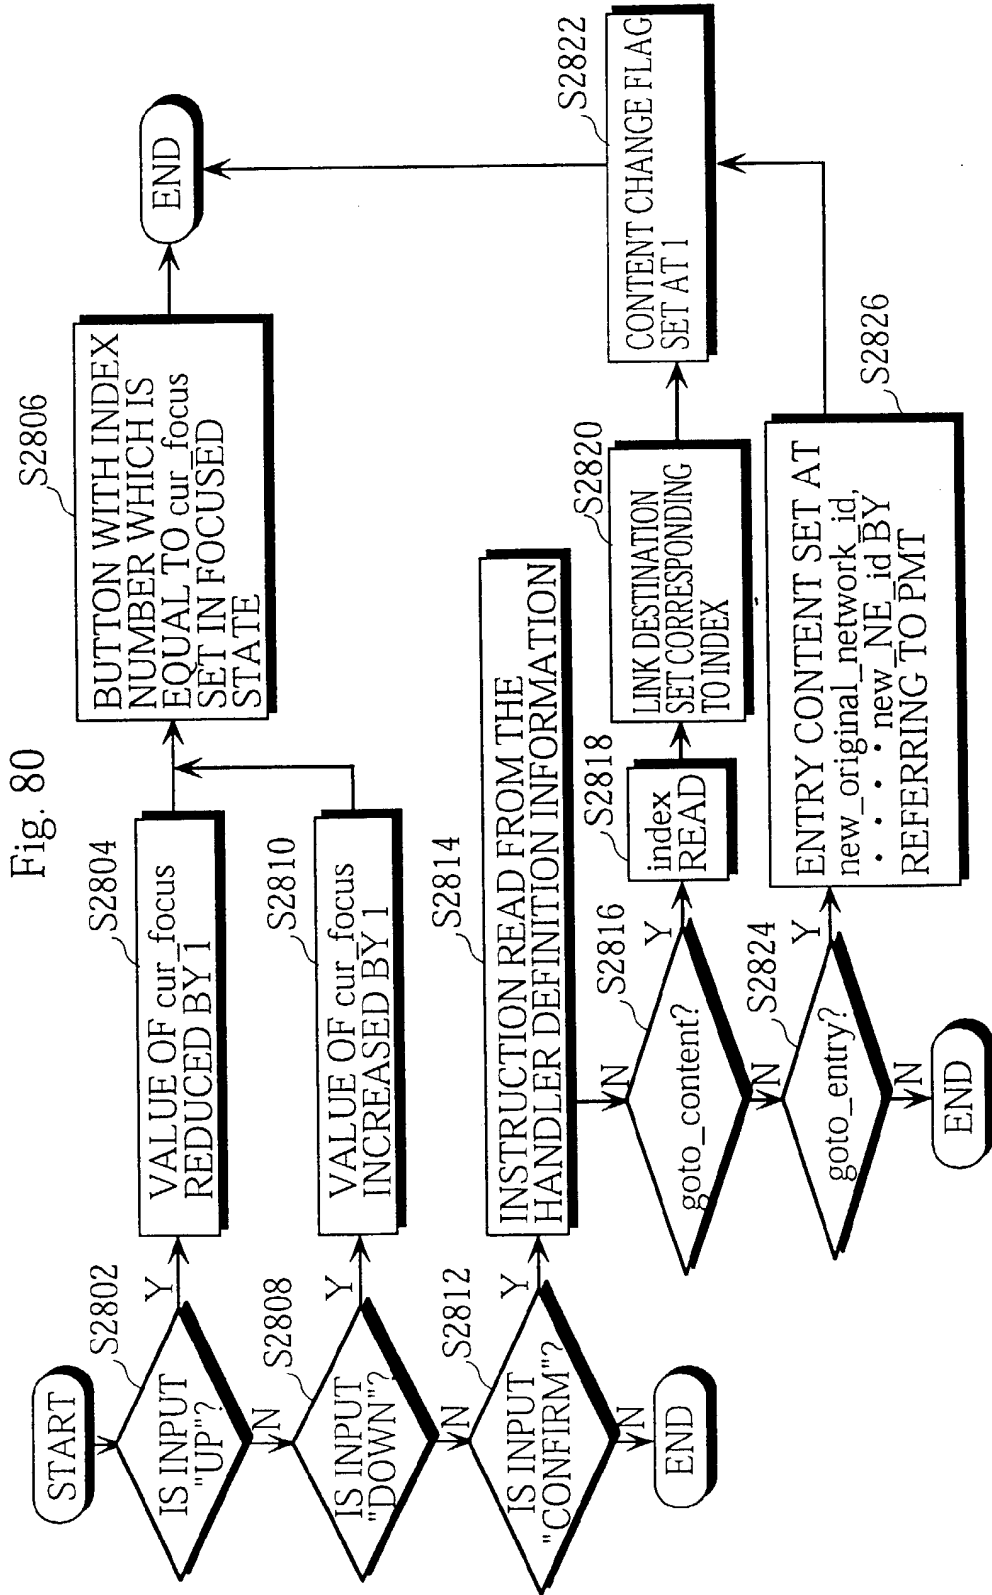 Fig. 80
START
S2802
IS INPUT
"UP"?
Y
N
S2804
VALUE OF cur_focus
REDUCED BY 1
S2806
BUTTON WITH INDEX
NUMBER WHICH IS
EQUAL TO cur_focus
SET IN FOCUSED
STATE
END
S2808
IS INPUT
"DOWN"?
Y
N
S2810
VALUE OF cur_focus
INCREASED BY 1
S2812
IS INPUT
"CONFIRM"?
Y
N
END
S2814
INSTRUCTION READ FROM THE
HANDLER DEFINITION INFORMATION
N
S2816
goto_content?
Y
N
S2818
index
READ
S2820
LINK DESTINATION
SET CORRESPONDING
TO INDEX
S2822
CONTENT CHANGE FLAG
SET AT 1
S2824
goto_entry?
Y
N
END
S2826
ENTRY CONTENT SET AT
new_original_network_id,
· · · · new_NE_id BY
REFERRING TO PMT